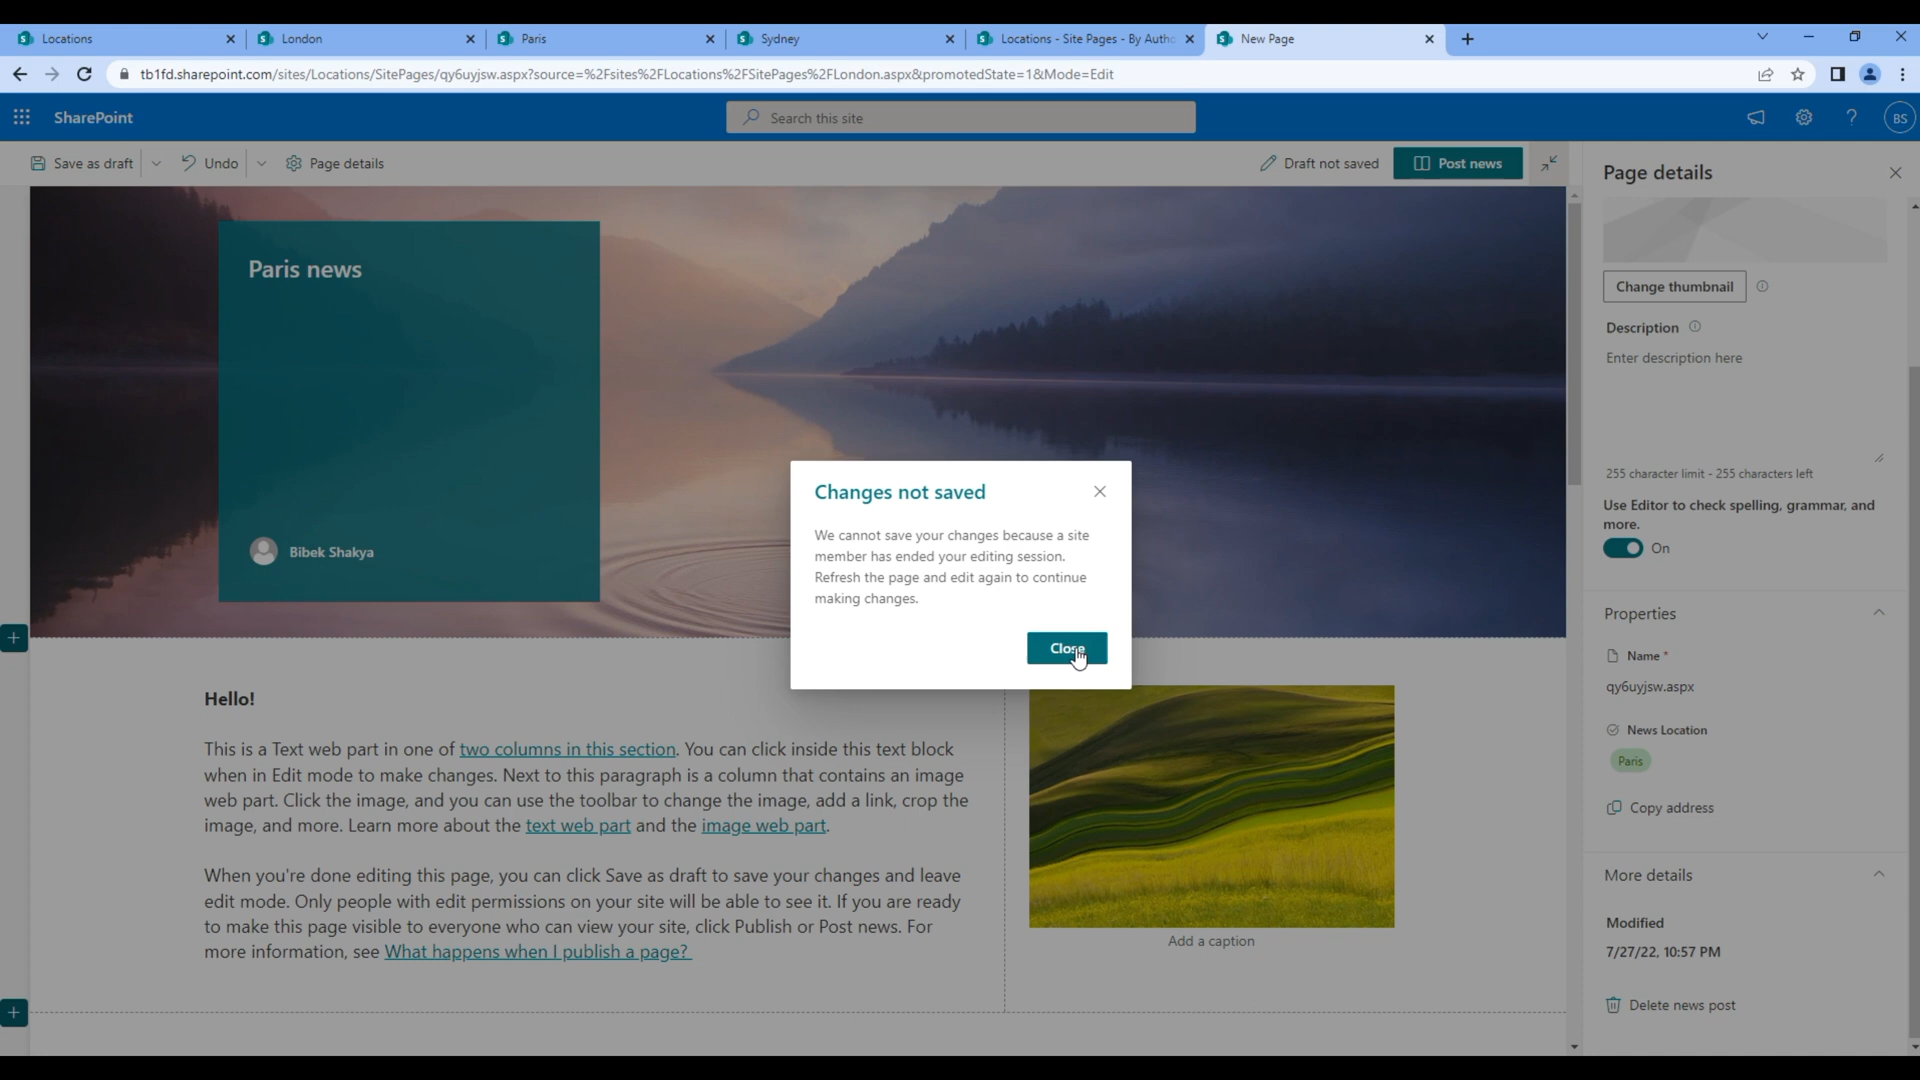 Locations
London
Paris
Sydney
Locations - Site Pages - By Autho
New Page
tb1fd.sharepoint.com/sites/Locations/SitePages/qy6uyjsw.aspx?source=%2Fsites%2FLocations%2FSitePages%2FLondon.aspx&promotedState=1&Mode=Edit
SharePoint
Search this site
BS
Save as draft
Undo
Page details
Draft not saved
Post news
Page details
Paris news
Bibek Shakya
Change thumbnail
Description
Enter description here
255 character limit - 255 characters left
Use Editor to check spelling, grammar, and
more.
On
Changes not saved
We cannot save your changes because a site
member has ended your editing session.
Refresh the page and edit again to continue
making changes.
Close
Properties
Name *
qy6uyjsw.aspx
News Location
Paris
Copy address
More details
Modified
7/27/22, 10:57 PM
Delete news post
Hello!
This is a Text web part in one of two columns in this section. You can click inside this text block
when in Edit mode to make changes. Next to this paragraph is a column that contains an image
web part. Click the image, and you can use the toolbar to change the image, add a link, crop the
image, and more. Learn more about the text web part and the image web part.
When you're done editing this page, you can click Save as draft to save your changes and leave
edit mode. Only people with edit permissions on your site will be able to see it. If you are ready
to make this page visible to everyone who can view your site, click Publish or Post news. For
more information, see What happens when I publish a page?
Add a caption